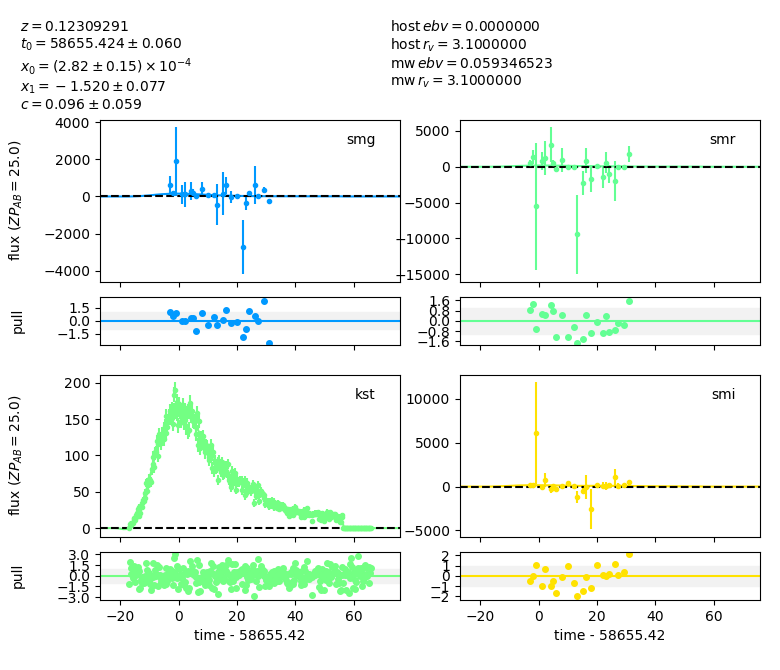 z = 0.12309291
t₀ = 58655.424 ± 0.060
x₀ = (2.82 ± 0.15) × 10⁻⁴
x₁ = −1.520 ± 0.077
c = 0.096 ± 0.059
host ebv = 0.0000000
host r_v = 3.1000000
mw ebv = 0.059346523
mw r_v = 3.1000000
smg
4000
2000
0
−2000
−4000
flux (ZP_AB = 25.0)
smr
5000
0
−5000
−10000
−15000
1.5
0.0
−1.5
pull
1.6
0.8
0.0
−0.8
−1.6
kst
200
150
100
50
0
flux (ZP_AB = 25.0)
smi
10000
5000
0
−5000
3.0
1.5
0.0
−1.5
−3.0
pull
−20 0 20 40 60
time - 58655.42
2
1
0
−1
−2
−20 0 20 40 60
time - 58655.42